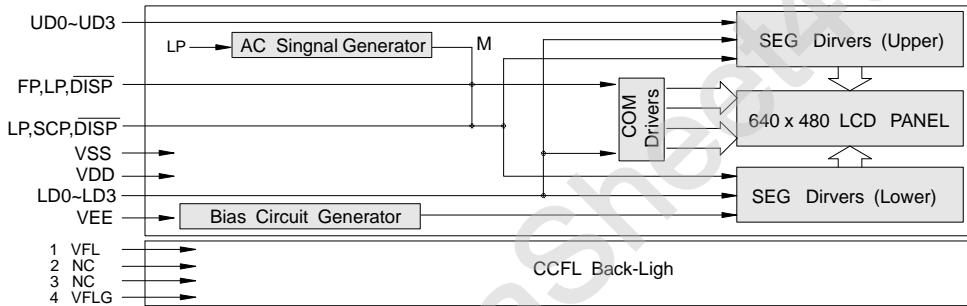 UD0~UD3
LP
AC Singnal Generator
M
SEG Dirvers (Upper)
FP,LP,DISP
COM Drivers
640 x 480 LCD PANEL
LP,SCP,DISP
VSS
VDD
LD0~LD3
SEG Dirvers (Lower)
VEE
Bias Circuit Generator
1 VFL
2 NC
3 NC
4 VFLG
CCFL Back-Ligh